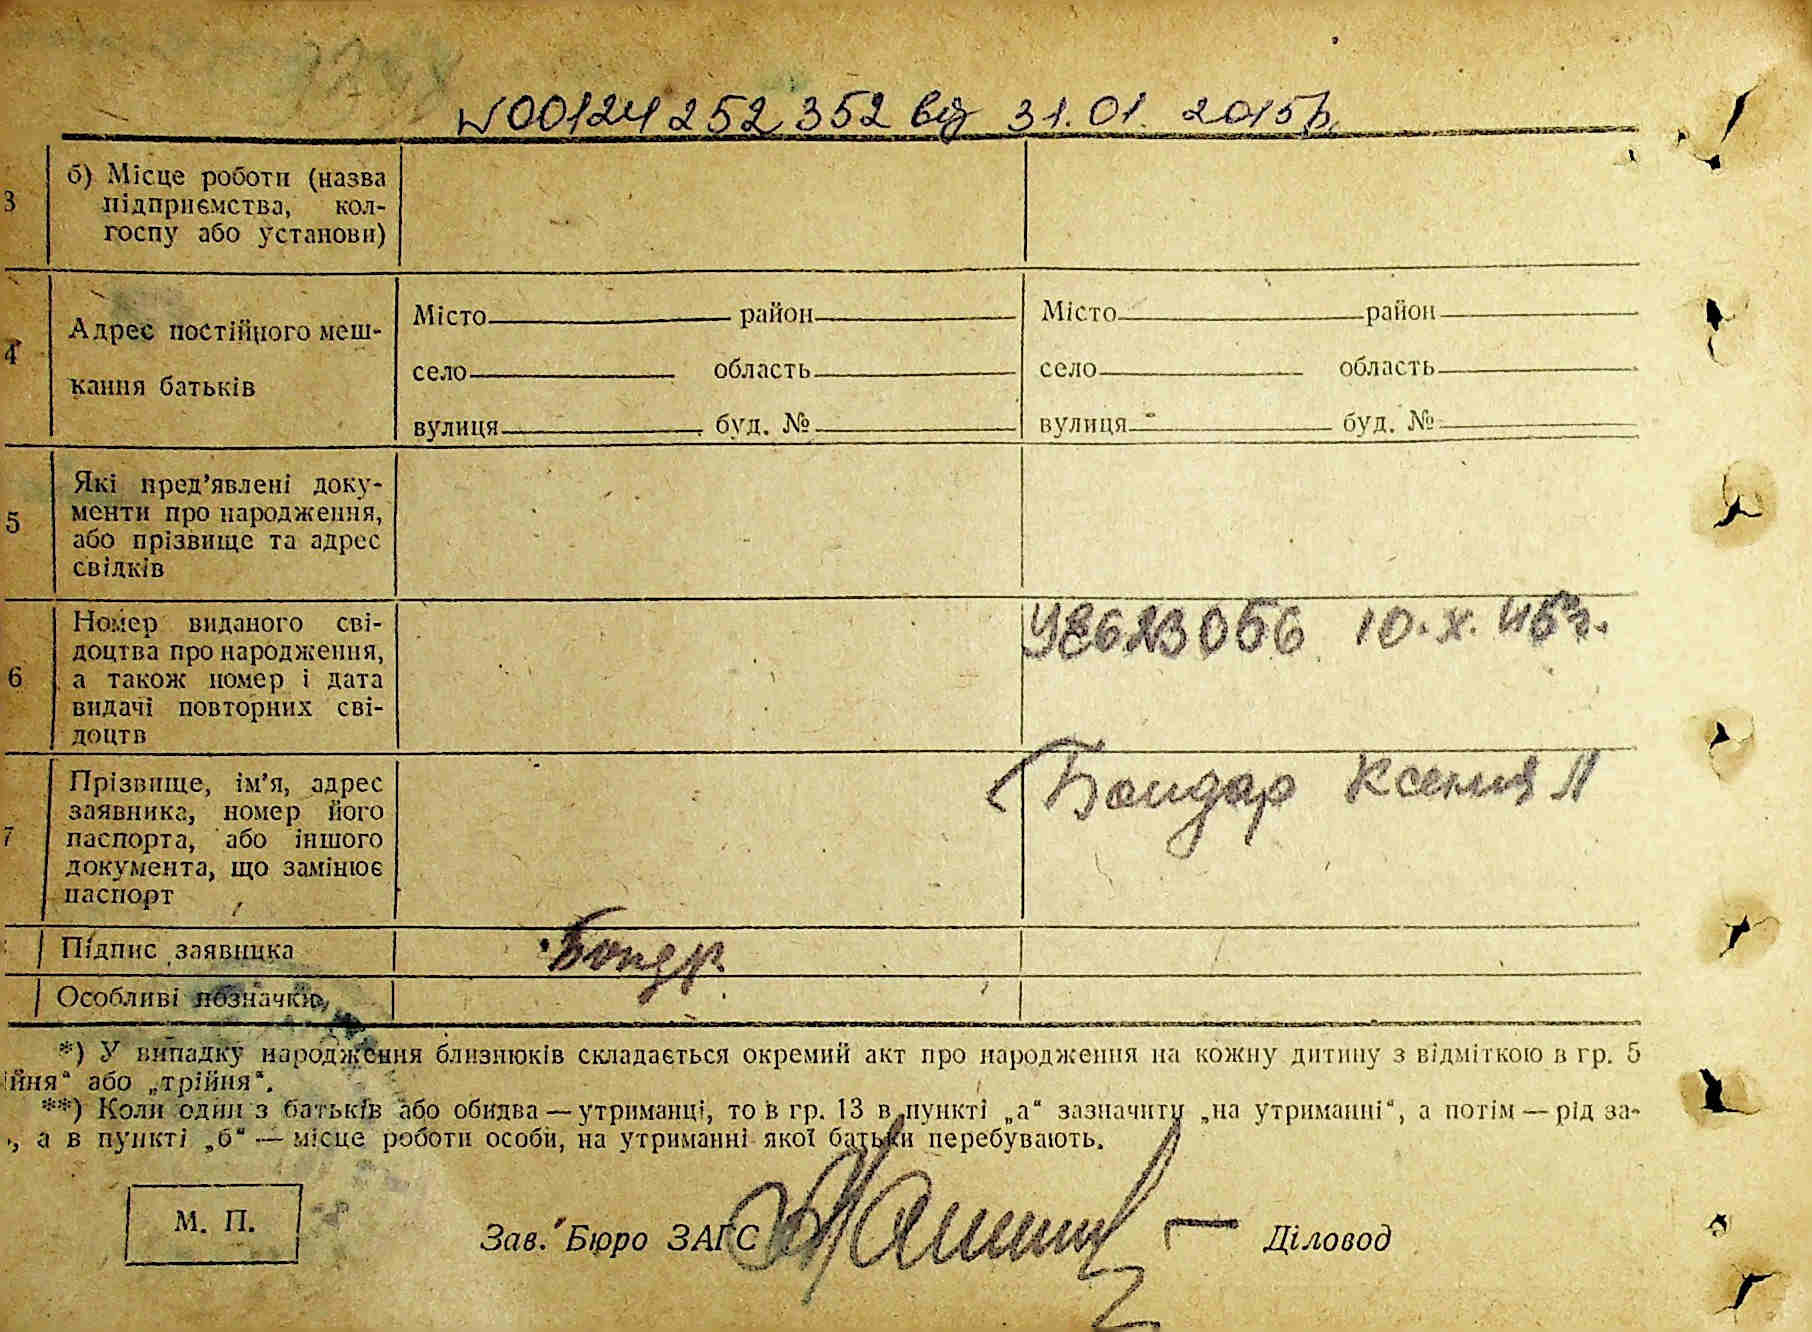 №00124252352 від 31.01.2015р.
3 б) Місце роботи (назва
підприємства, кол-
госпу або установи)
4 Адрес постійного меш-
кання батьків
Місто район Місто район
село область село область
вулиця буд. № вулиця буд. №
5 Які пред’явлені доку-
менти про народження,
або прізвище та адрес
свідків
6 Номер виданого сві-
доцтва про народження,
а також номер і дата
видачі повторних сві-
доцтв
10.X.45г.
7 Прізвище, ім’я, адрес
заявника, номер його
паспорта, або іншого
документа, що замінює
паспорт
Бондар Ксения
Підпис заявника Бондр
Особливі позначки
*) У випадку народження близнюків складається окремий акт про народження на кожну дитину з відміткою в гр. 5
ійня“ або „трійня“.
**) Коли один з батьків або обидва — утриманці, то в гр. 13 в пункті „а“ зазначити „на утриманні“, а потім — рід за-
, а в пункті „б“ — місце роботи особи, на утриманні якої батьки перебувають.
М. П.
Зав. Бюро ЗАГС Діловод